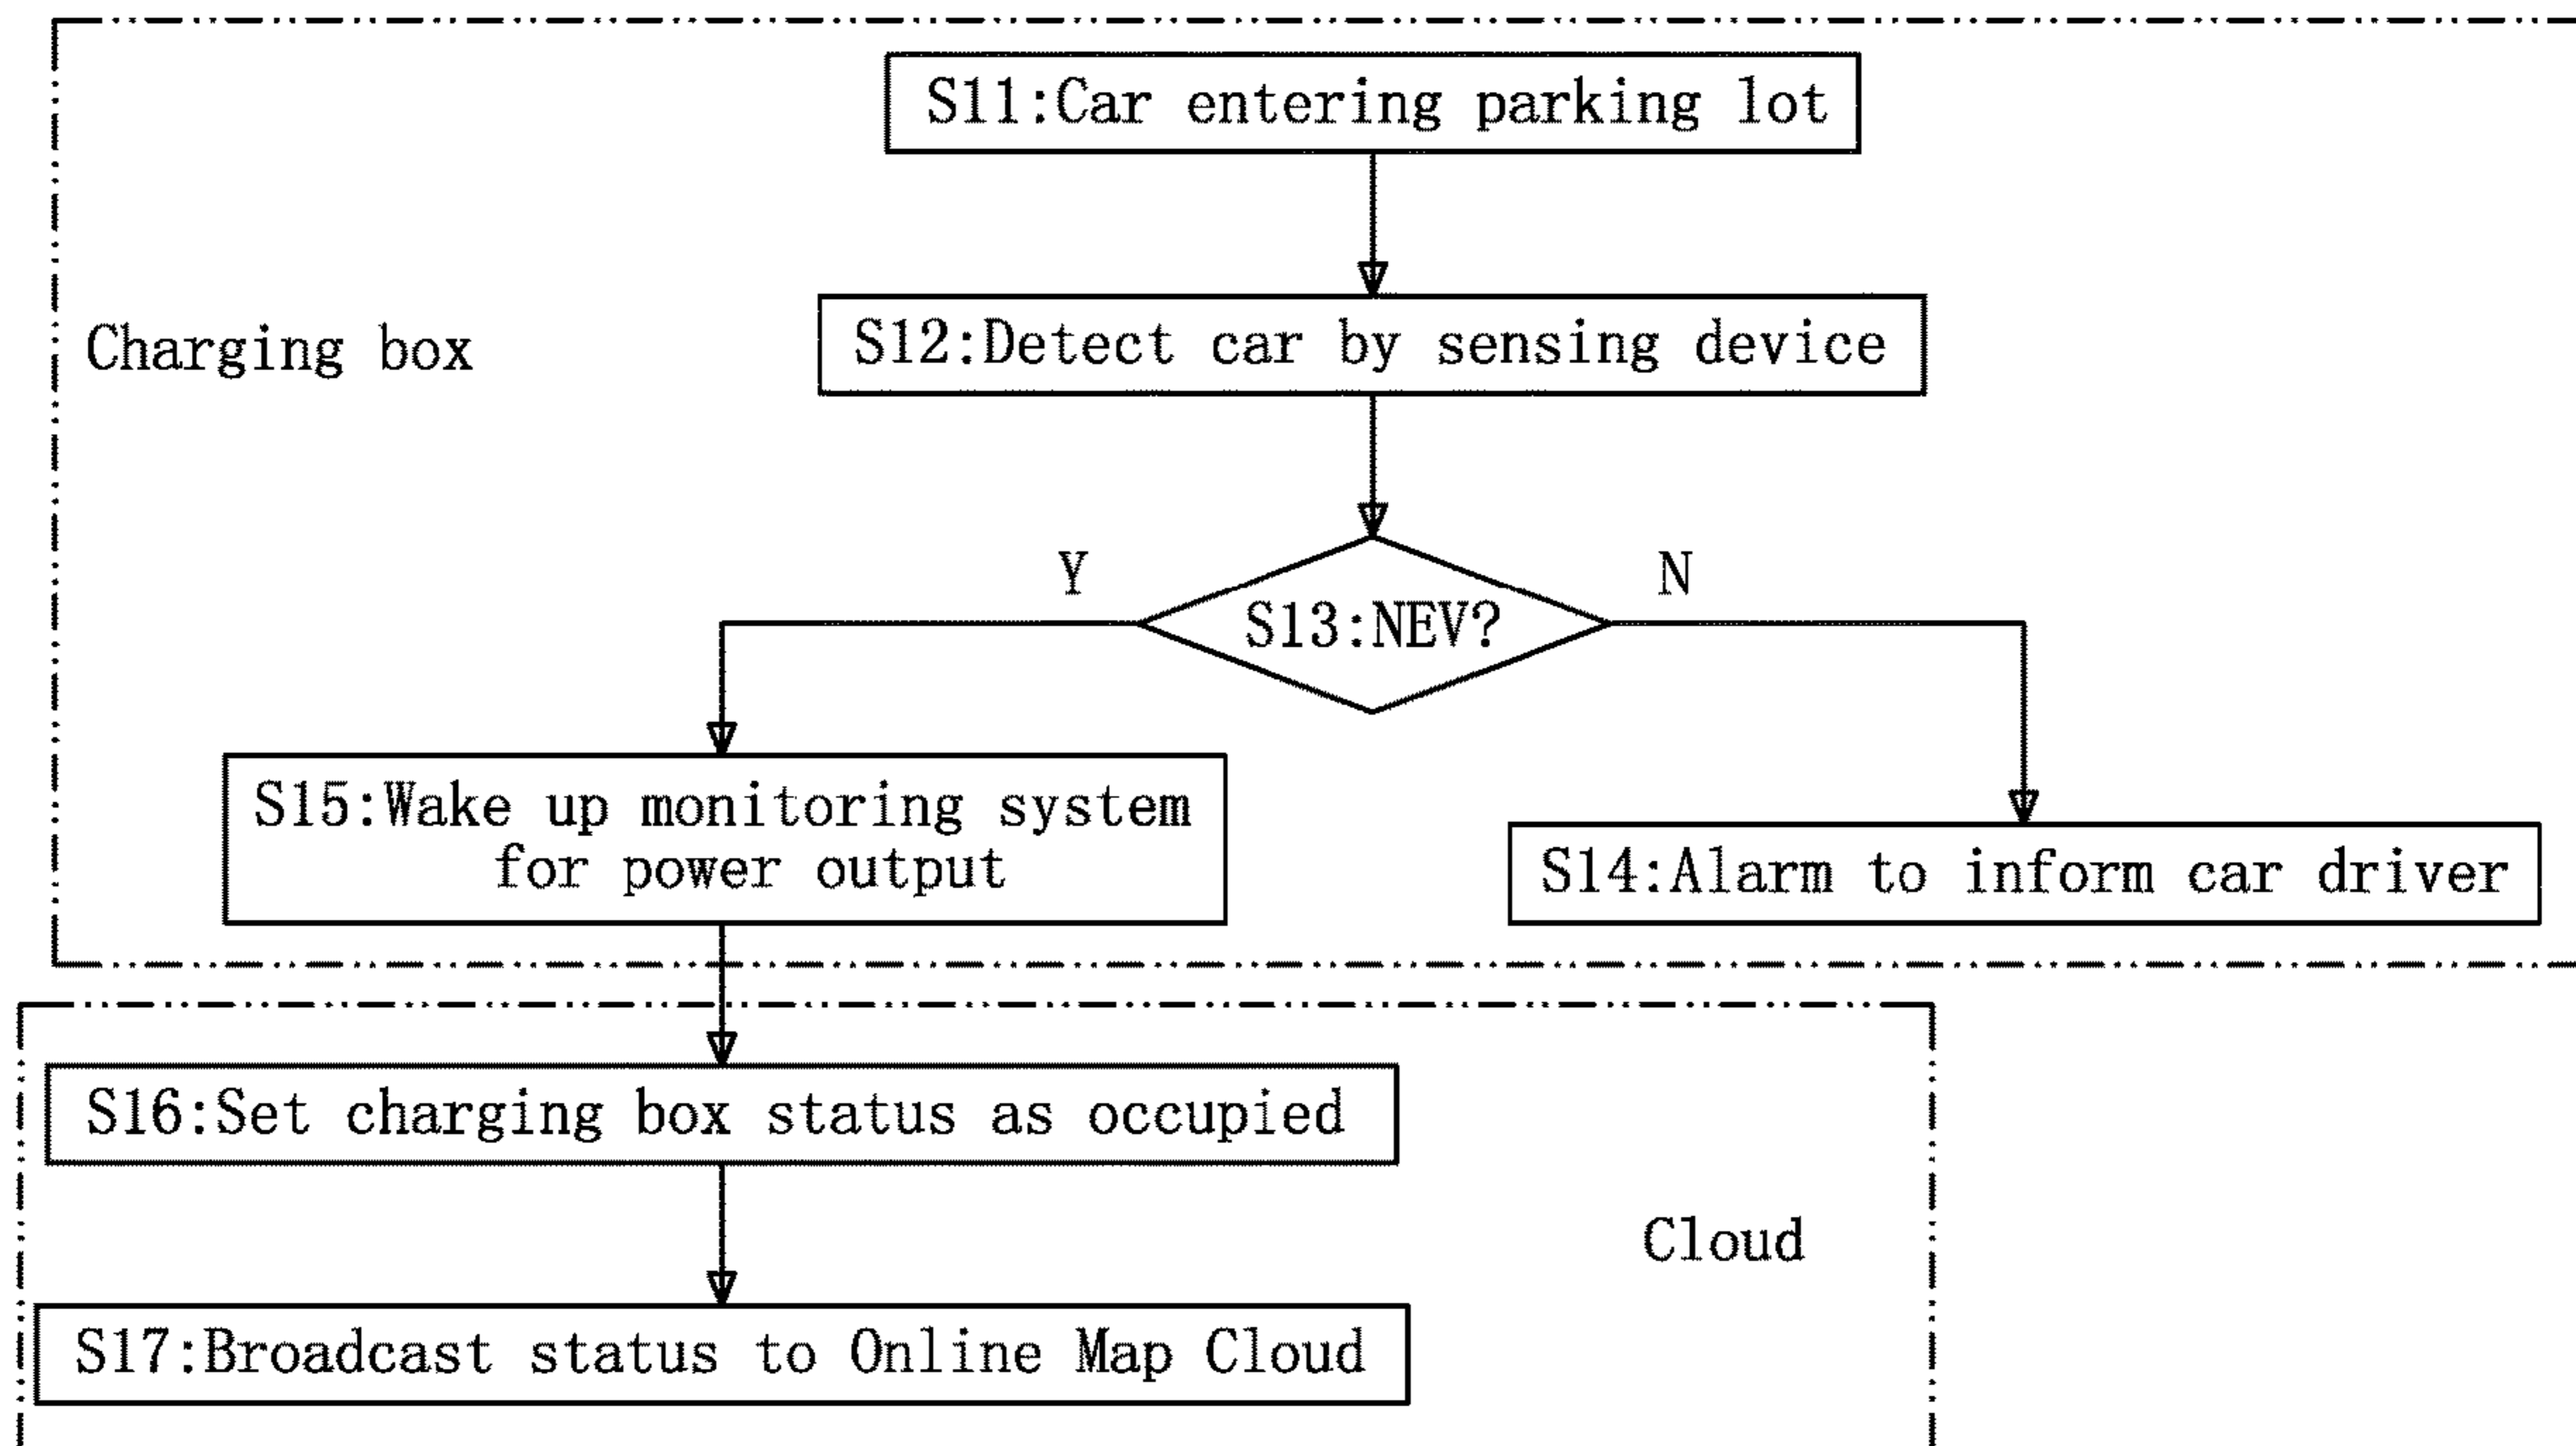 S11:Car entering parking lot
Charging box
S12:Detect car by sensing device
Y
N
S13:NEV?
S15:Wake up monitoring system
for power output
S14:Alarm to inform car driver
S16:Set charging box status as occupied
Cloud
S17:Broadcast status to Online Map Cloud